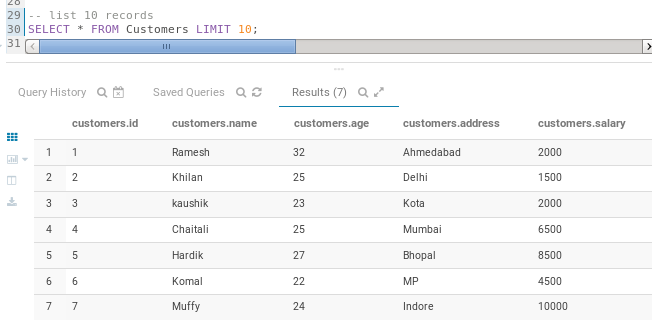 28
29 -- list 10 records
30 SELECT * FROM Customers LIMIT 10;
31
Query History Saved Queries Results (7)
customers.id customers.name customers.age customers.address customers.salary
1 1 Ramesh 32 Ahmedabad 2000
2 2 Khilan 25 Delhi 1500
3 3 kaushik 23 Kota 2000
4 4 Chaitali 25 Mumbai 6500
5 5 Hardik 27 Bhopal 8500
6 6 Komal 22 MP 4500
7 7 Muffy 24 Indore 10000